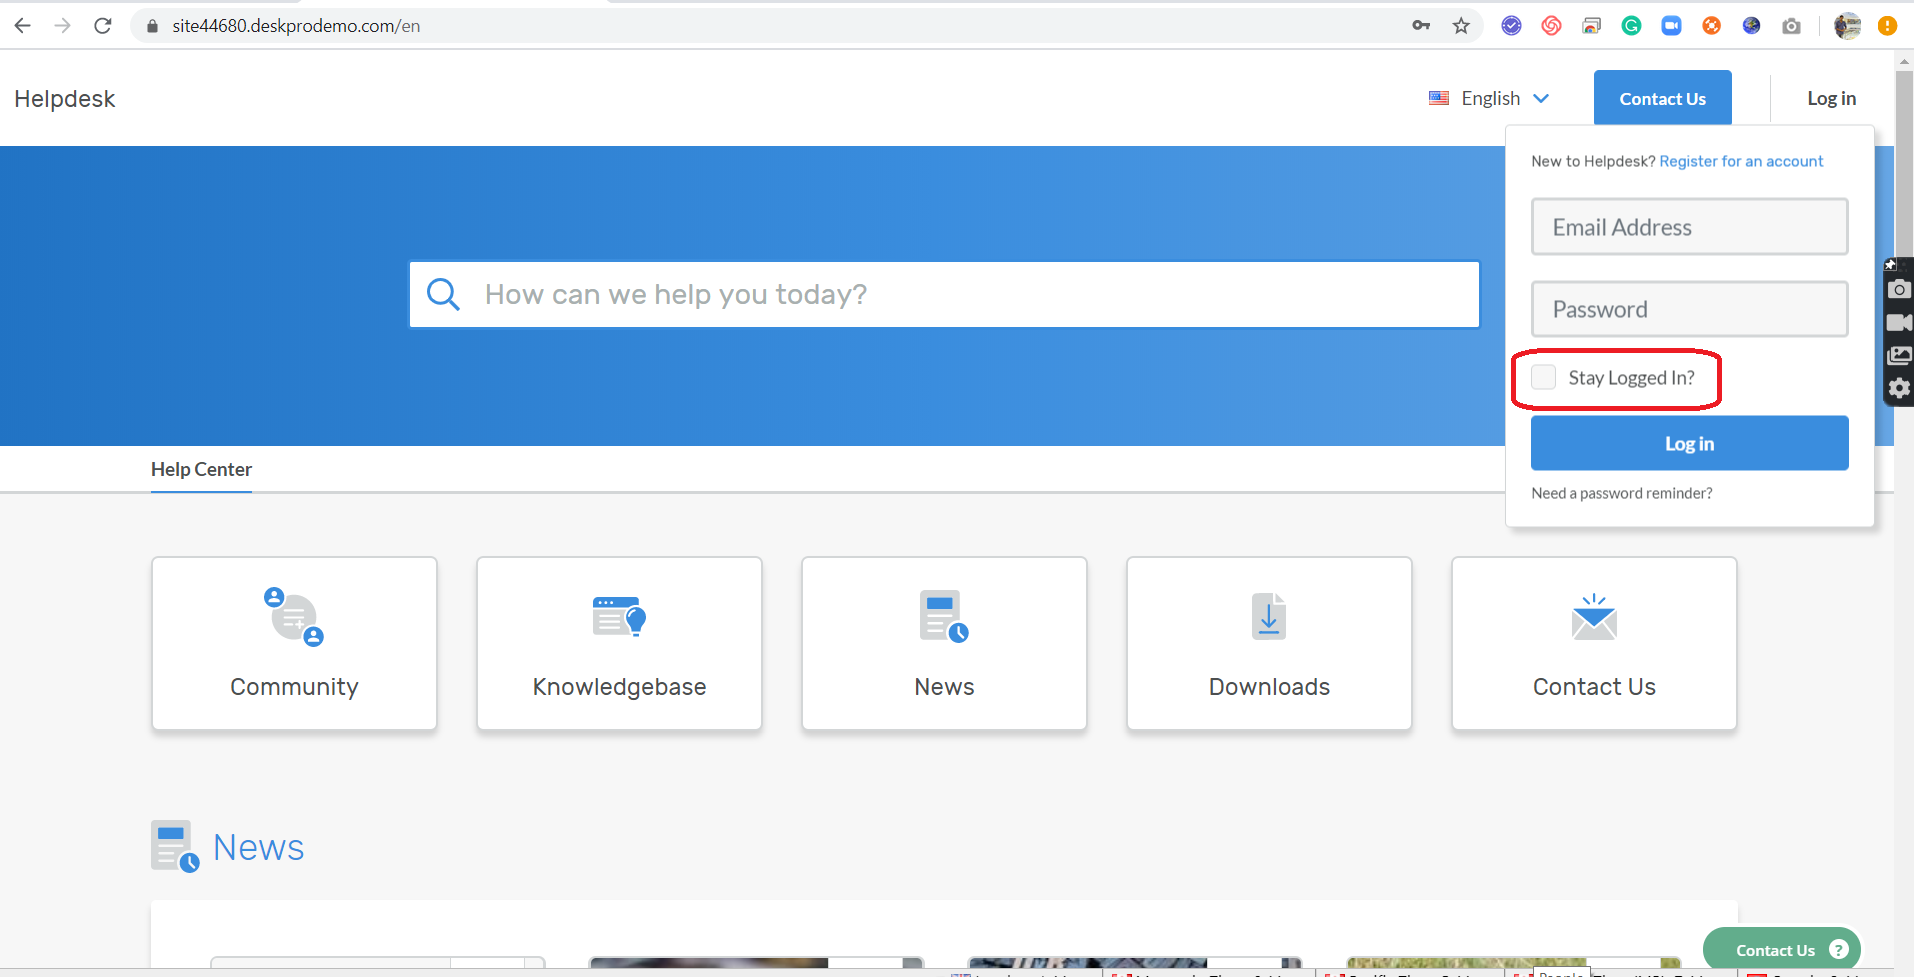 site44680.deskprodemo.com/en
Helpdesk
English
Contact Us
Log in
New to Helpdesk? Register for an account
Email Address
Password
Stay Logged In?
Log in
Need a password reminder?
How can we help you today?
Help Center
Community
Knowledgebase
News
Downloads
Contact Us
News
Contact Us ?